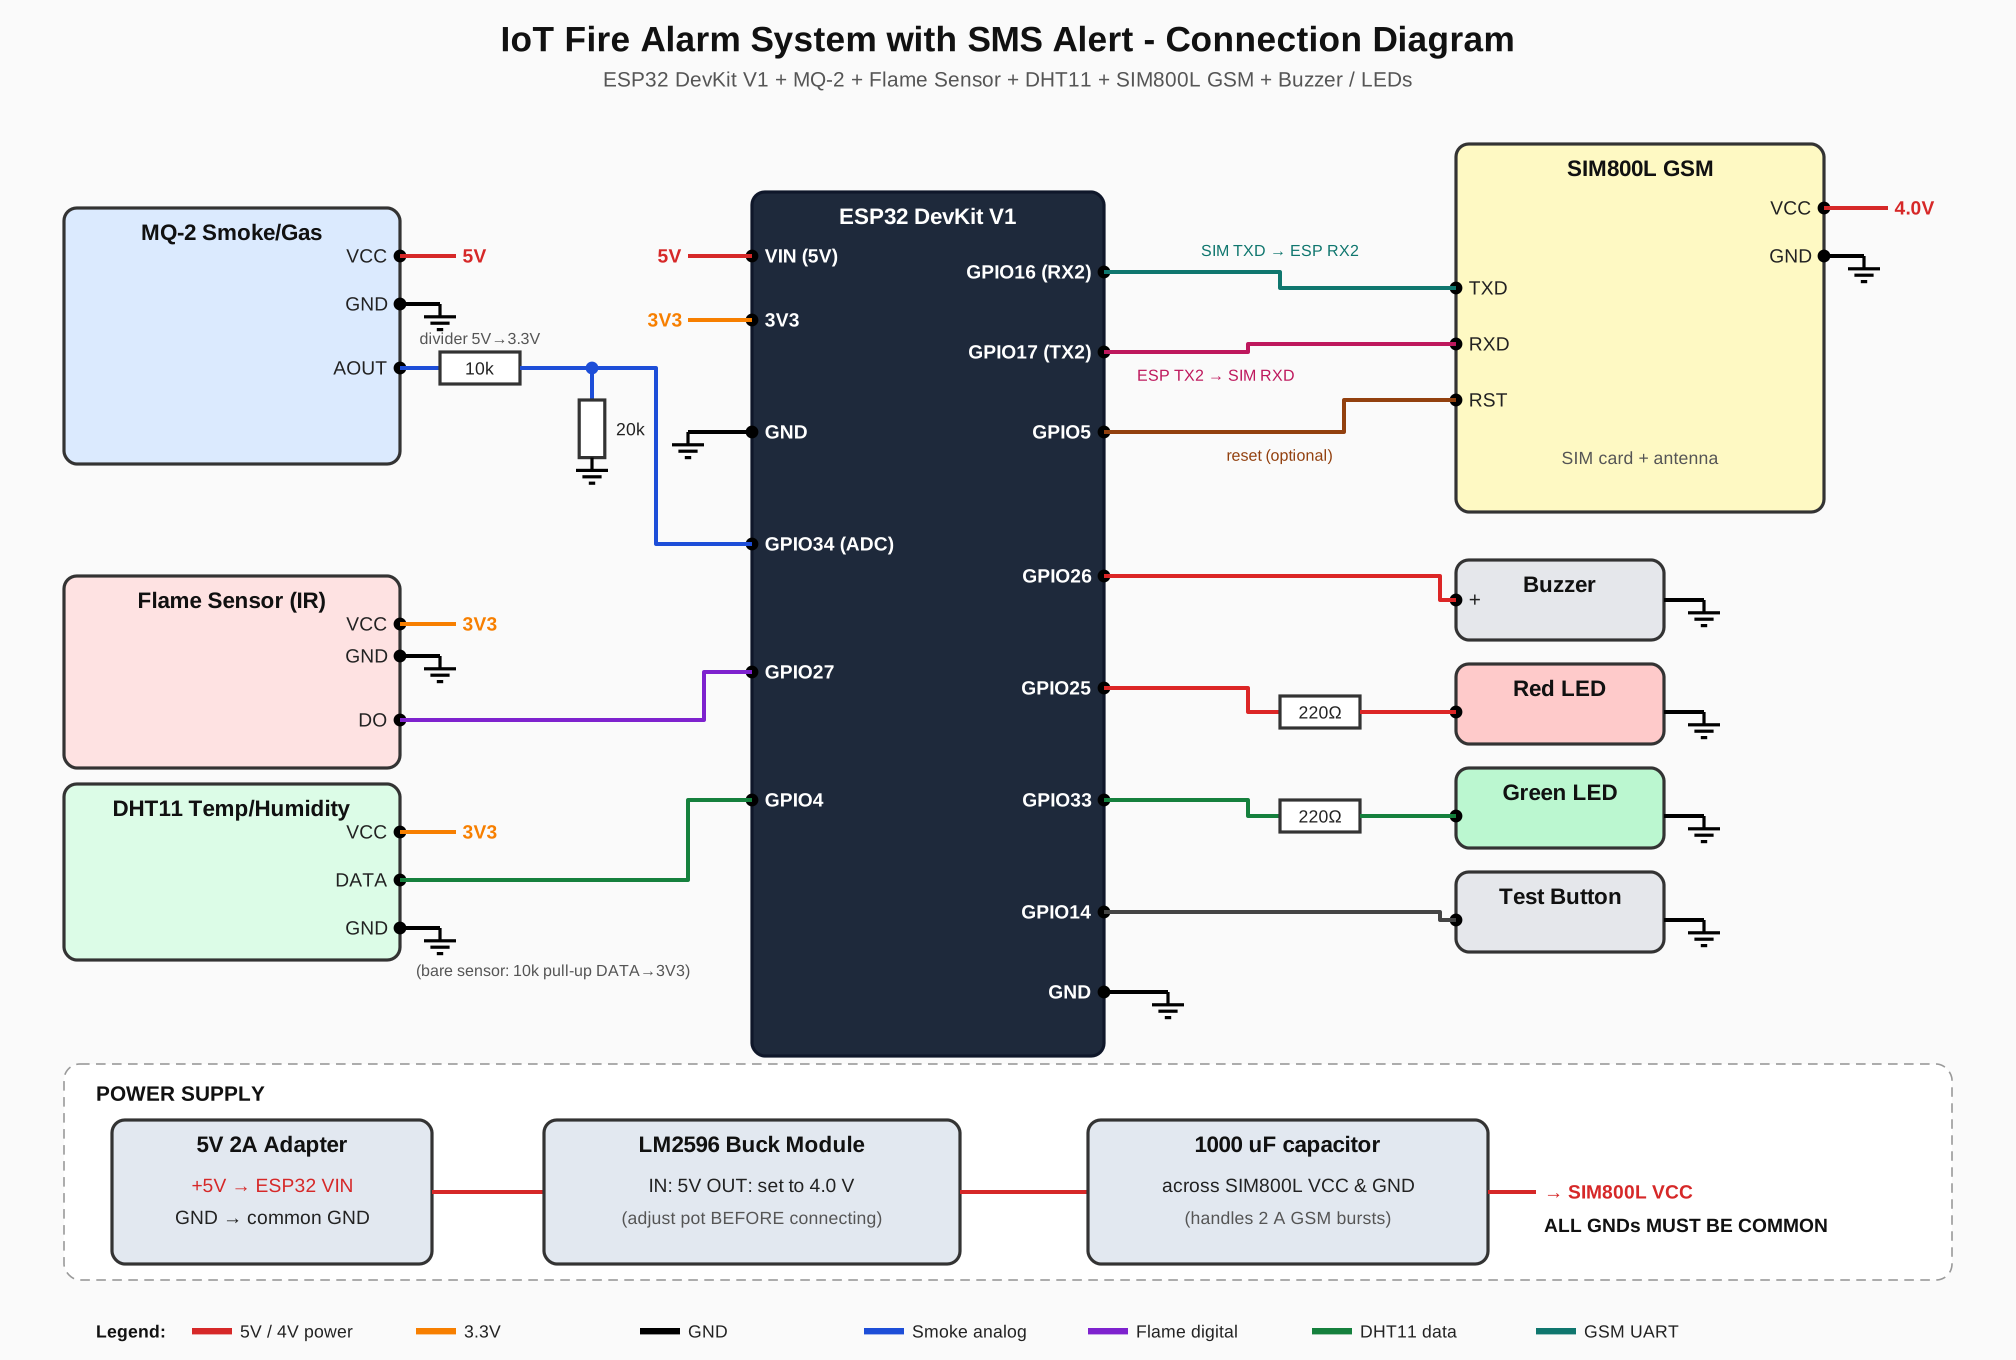 IoT Fire Alarm System with SMS Alert - Connection Diagram
ESP32 DevKit V1 + MQ-2 + Flame Sensor + DHT11 + SIM800L GSM + Buzzer / LEDs
MQ-2 Smoke/Gas
VCC
5V
GND
divider 5V→3.3V
AOUT
10k
20k
Flame Sensor (IR)
VCC
3V3
GND
DO
DHT11 Temp/Humidity
VCC
3V3
DATA
GND
(bare sensor: 10k pull-up DATA→3V3)
ESP32 DevKit V1
5V
VIN (5V)
3V3
3V3
GND
GPIO34 (ADC)
GPIO27
GPIO4
GPIO16 (RX2)
GPIO17 (TX2)
GPIO5
GPIO26
GPIO25
GPIO33
GPIO14
GND
SIM TXD → ESP RX2
ESP TX2 → SIM RXD
reset (optional)
220Ω
220Ω
SIM800L GSM
VCC
4.0V
GND
TXD
RXD
RST
SIM card + antenna
Buzzer
+
Red LED
Green LED
Test Button
POWER SUPPLY
5V 2A Adapter
+5V → ESP32 VIN
GND → common GND
LM2596 Buck Module
IN: 5V OUT: set to 4.0 V
(adjust pot BEFORE connecting)
1000 uF capacitor
across SIM800L VCC & GND
(handles 2 A GSM bursts)
→ SIM800L VCC
ALL GNDs MUST BE COMMON
Legend:
5V / 4V power
3.3V
GND
Smoke analog
Flame digital
DHT11 data
GSM UART